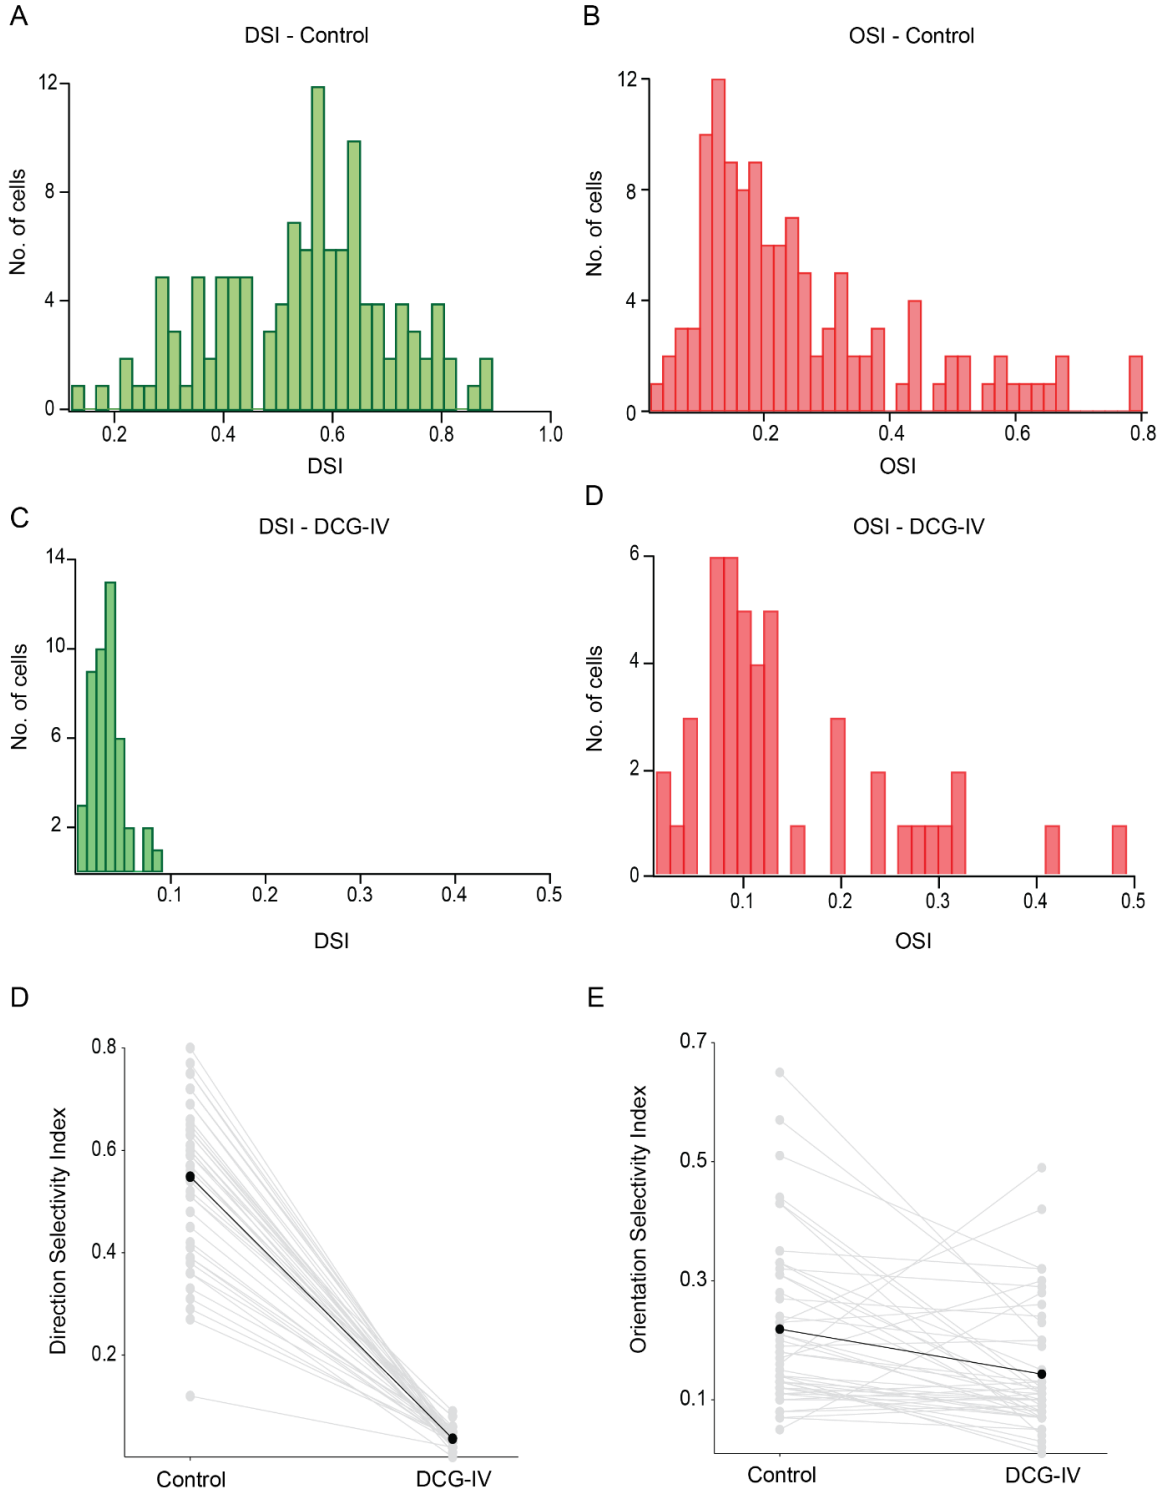 A
DSI - Control
No. of cells
12
8
4
0
0.2 0.4 0.6 0.8 1.0
DSI
B
OSI - Control
No. of cells
12
8
4
0
0.2 0.4 0.6 0.8
OSI
C
DSI - DCG-IV
No. of cells
14
10
6
2
0.1 0.2 0.3 0.4 0.5
DSI
D
OSI - DCG-IV
No. of cells
6
4
2
0
0.1 0.2 0.3 0.4 0.5
OSI
D
Direction Selectivity Index
0.8
0.6
0.4
0.2
Control DCG-IV
E
Orientation Selectivity Index
0.7
0.5
0.3
0.1
Control DCG-IV